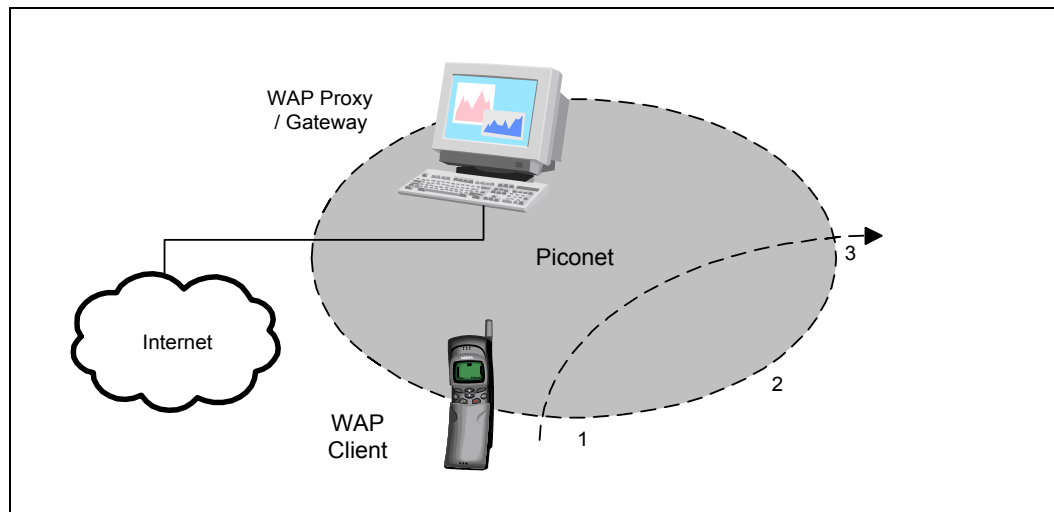 WAP Proxy
/ Gateway
Piconet
3
Internet
2
WAP
Client
1